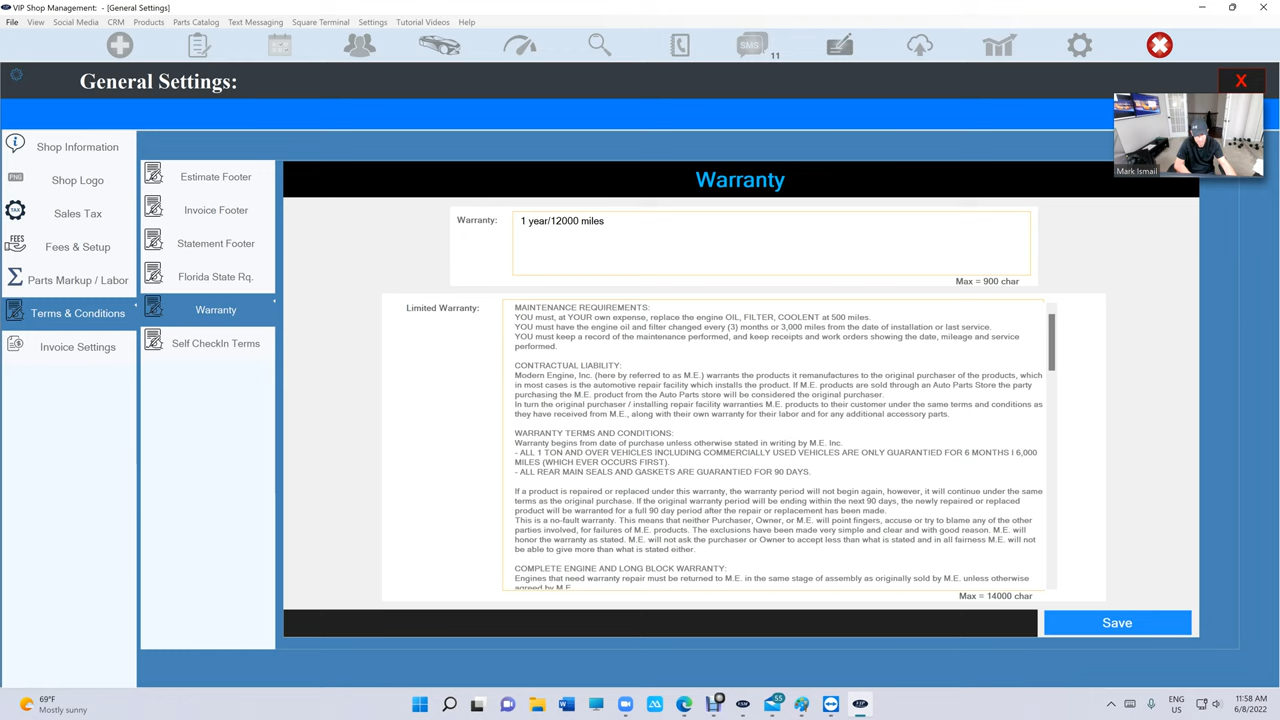 VIP Shop Management: - [General Settings]
File View Social Media CRM Products Parts Catalog Text Messaging Square Terminal Settings Tutorial Videos Help
SMS
11
General Settings:
X
Mark Ismail
Shop Information
PNG
Shop Logo
TAX
Sales Tax
FEES
Fees & Setup
Σ
Parts Markup / Labor
Terms & Conditions
Invoice Settings
Estimate Footer
Invoice Footer
Statement Footer
Florida State Rq.
Warranty
Self CheckIn Terms
Warranty
Warranty:
1 year/12000 miles
Max = 900 char
Limited Warranty:
MAINTENANCE REQUIREMENTS:
YOU must, at YOUR own expense, replace the engine OIL, FILTER, COOLENT at 500 miles.
YOU must have the engine oil and filter changed every (3) months or 3,000 miles from the date of installation or last service.
YOU must keep a record of the maintenance performed, and keep receipts and work orders showing the date, mileage and service
performed.
CONTRACTUAL LIABILITY:
Modern Engine, Inc. (here by referred to as M.E.) warrants the products it remanufactures to the original purchaser of the products, which
in most cases is the automotive repair facility which installs the product. If M.E. products are sold through an Auto Parts Store the party
purchasing the M.E. product from the Auto Parts store will be considered the original purchaser.
In turn the original purchaser / installing repair facility warranties M.E. products to their customer under the same terms and conditions as
they have received from M.E., along with their own warranty for their labor and for any additional accessory parts.
WARRANTY TERMS AND CONDITIONS:
Warranty begins from date of purchase unless otherwise stated in writing by M.E. Inc.
- ALL 1 TON AND OVER VEHICLES INCLUDING COMMERCIALLY USED VEHICLES ARE ONLY GUARANTIED FOR 6 MONTHS I 6,000
MILES (WHICH EVER OCCURS FIRST).
- ALL REAR MAIN SEALS AND GASKETS ARE GUARANTIED FOR 90 DAYS.
If a product is repaired or replaced under this warranty, the warranty period will not begin again, however, it will continue under the same
terms as the original purchase. If the original warranty period will be ending within the next 90 days, the newly repaired or replaced
product will be warranted for a full 90 day period after the repair or replacement has been made.
This is a no-fault warranty. This means that neither Purchaser, Owner, or M.E. will point fingers, accuse or try to blame any of the other
parties involved, for failures of M.E. products. The exclusions have been made very simple and clear and with good reason. M.E. will
honor the warranty as stated. M.E. will not ask the purchaser or Owner to accept less than what is stated and in all fairness M.E. will not
be able to give more than what is stated either.
COMPLETE ENGINE AND LONG BLOCK WARRANTY:
Engines that need warranty repair must be returned to M.E. in the same stage of assembly as originally sold by M.E. unless otherwise
agreed by M.E.
Max = 14000 char
Save
69°F
Mostly sunny
55
ENG
US
11:58 AM
6/8/2022